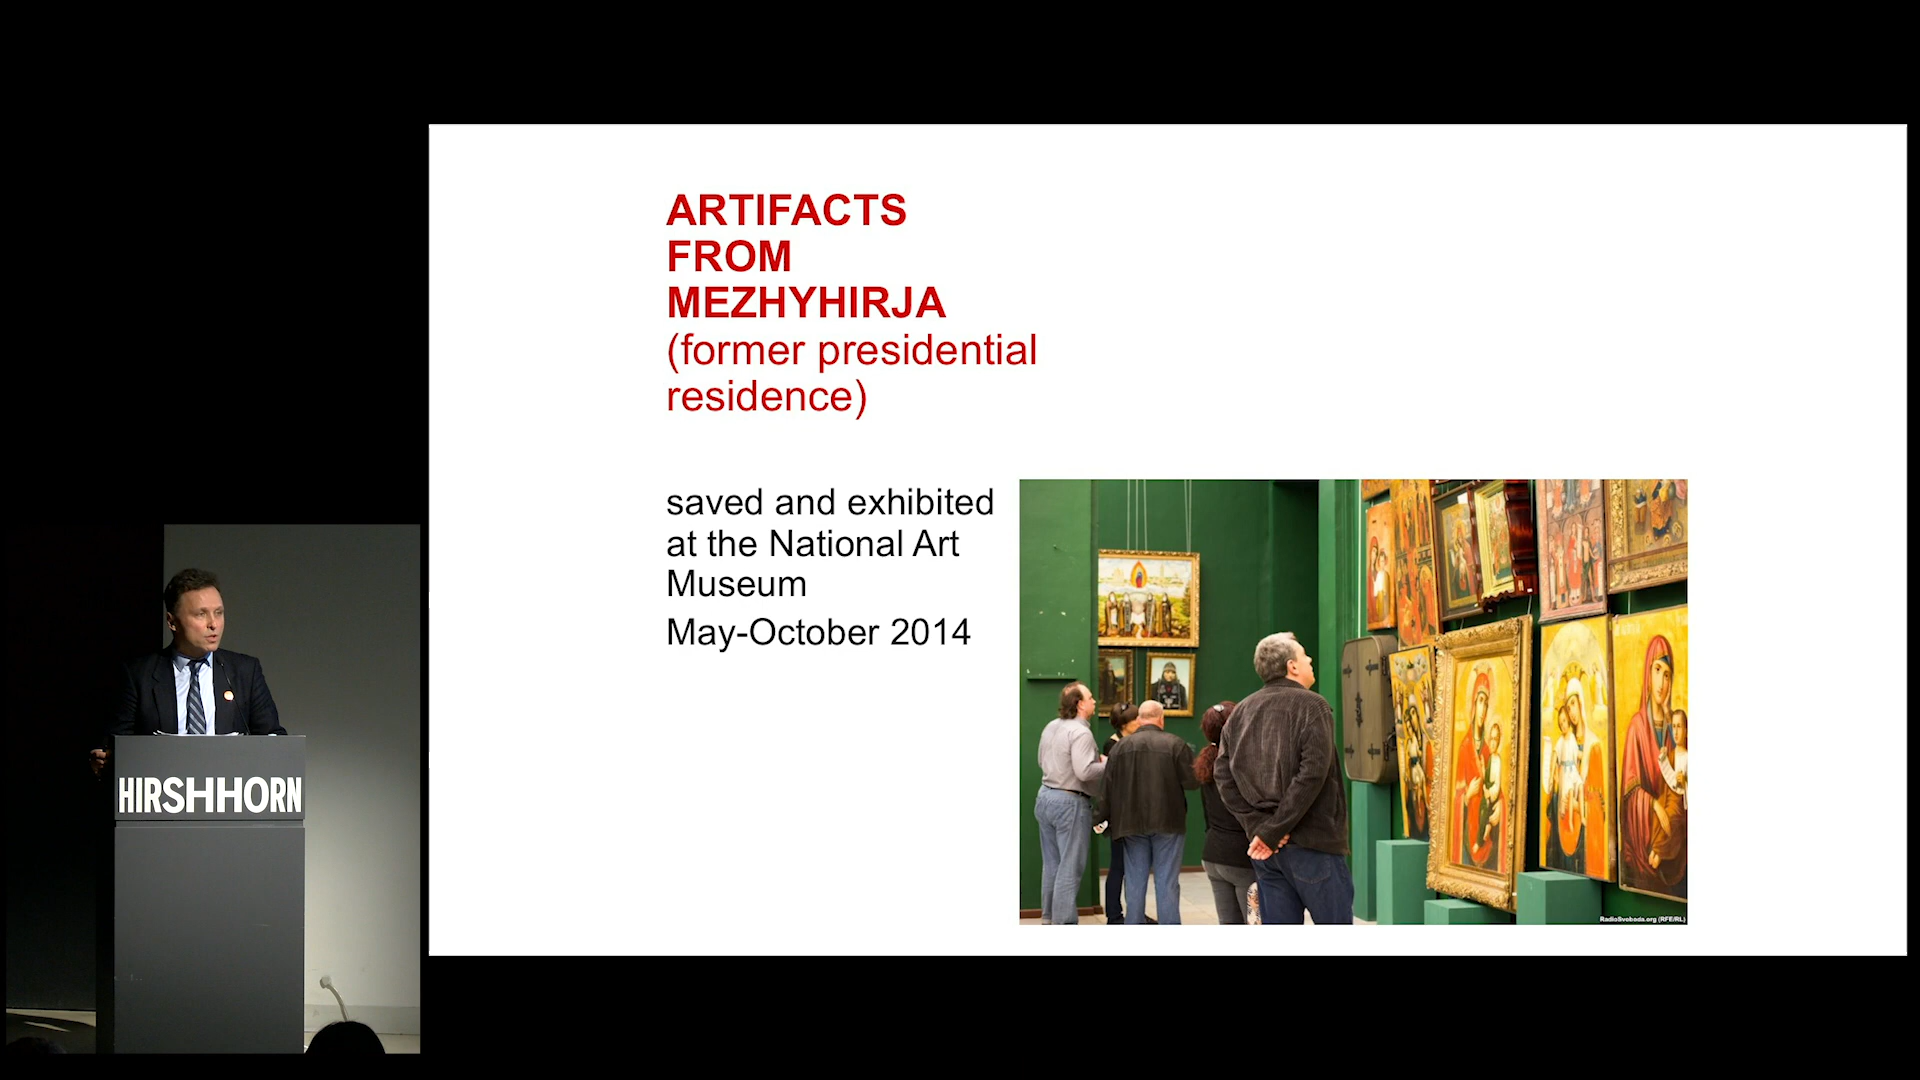 ARTIFACTS
FROM
MEZHYHIRJA
(former presidential
residence)
saved and exhibited
at the National Art
Museum
May-October 2014
RadioSvoboda.org (RFE/RL)
HIRSHHORN